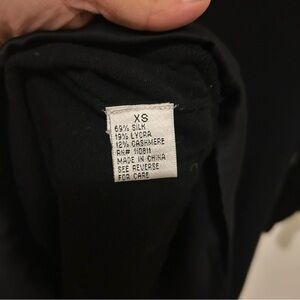 XS
69% SILK
19% LYCRA
12% CASHMERE
RN# 110811
MADE IN CHINA
SEE REVERSE
FOR CARE